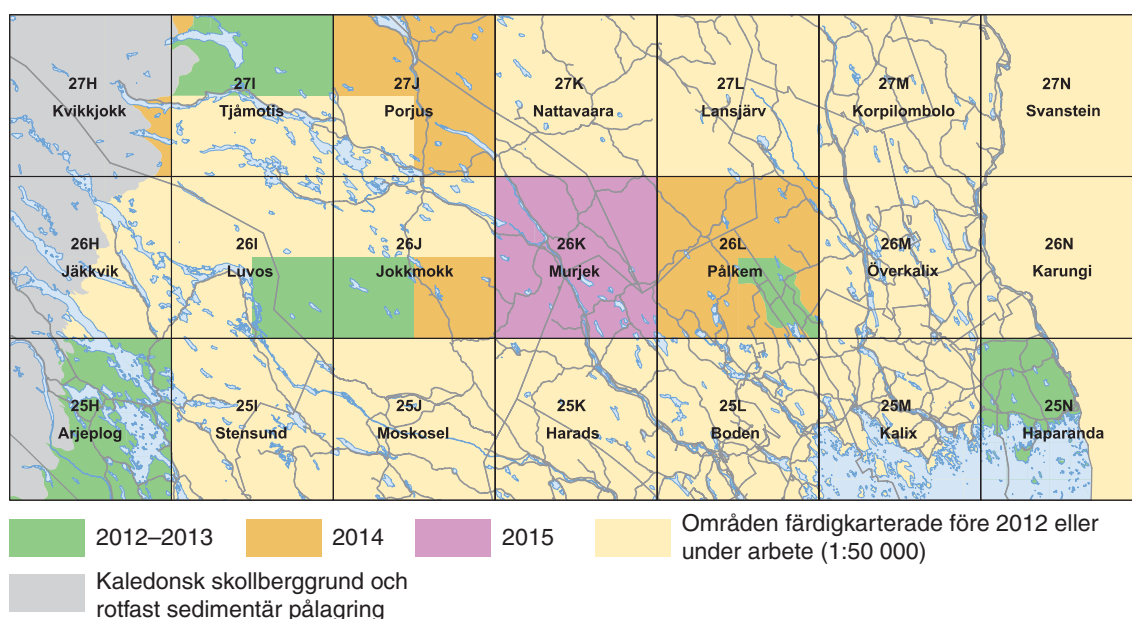 27H
Kvikkjokk
27I
Tjåmotis
27J
Porjus
27K
Nattavaara
27L
Lansjärv
27M
Korpilombolo
27N
Svanstein
26H
Jäkkvik
26I
Luvos
26J
Jokkmokk
26K
Murjek
26L
Pålkem
26M
Överkalix
26N
Karungi
25H
Arjeplog
25I
Stensund
25J
Moskosel
25K
Harads
25L
Boden
25M
Kalix
25N
Haparanda
2012–2013
2014
2015
Områden färdigkarterade före 2012 eller
under arbete (1:50 000)
Kaledonsk skollberggrund och
rotfast sedimentär pålagring